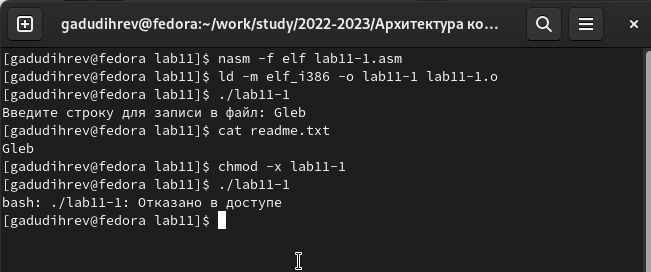 gadudihrev@fedora:~/work/study/2022-2023/Архитектура ко...
[gadudihrev@fedora lab11]$ nasm -f elf lab11-1.asm
[gadudihrev@fedora lab11]$ ld -m elf_i386 -o lab11-1 lab11-1.o
[gadudihrev@fedora lab11]$ ./lab11-1
Введите строку для записи в файл: Gleb
[gadudihrev@fedora lab11]$ cat readme.txt
Gleb
[gadudihrev@fedora lab11]$ chmod -x lab11-1
[gadudihrev@fedora lab11]$ ./lab11-1
bash: ./lab11-1: Отказано в доступе
[gadudihrev@fedora lab11]$